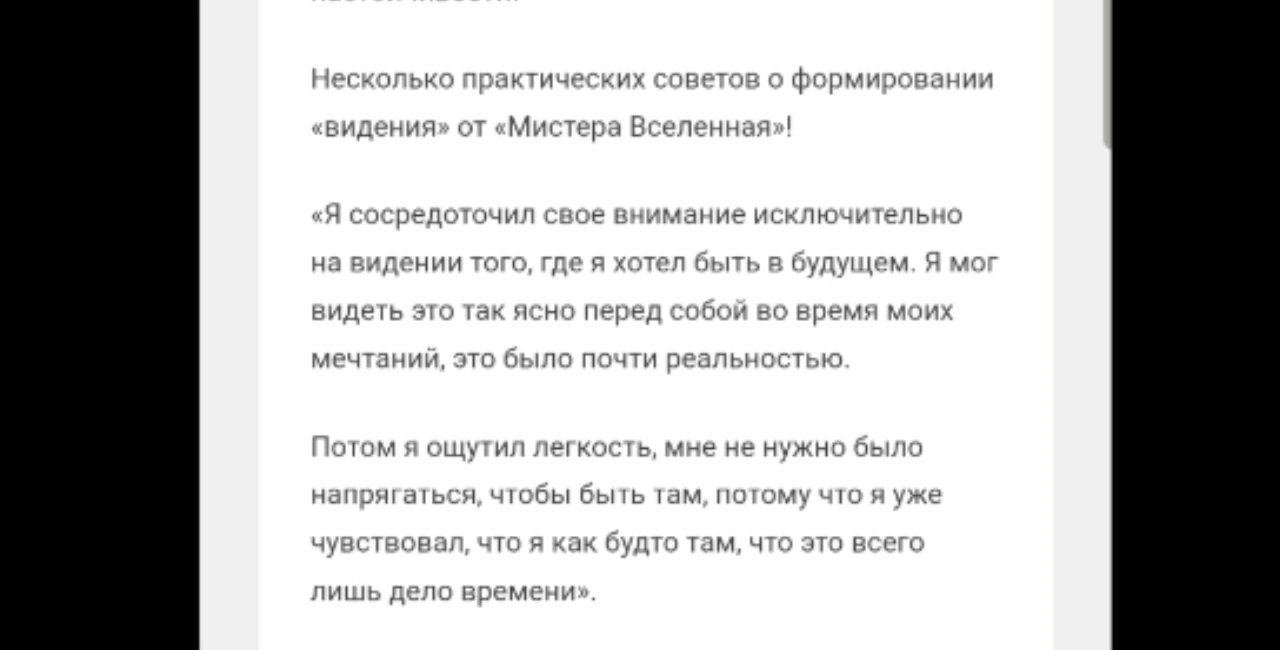 Несколько практических советов о формировании
«видения» от «Мистера Вселенная»!
«Я сосредоточил свое внимание исключительно
на видении того, где я хотел быть в будущем. Я мог
видеть это так ясно перед собой во время моих
мечтаний, это было почти реальностью.
Потом я ощутил легкость, мне не нужно было
напрягаться, чтобы быть там, потому что я уже
чувствовал, что я как будто там, что это всего
лишь дело времени».